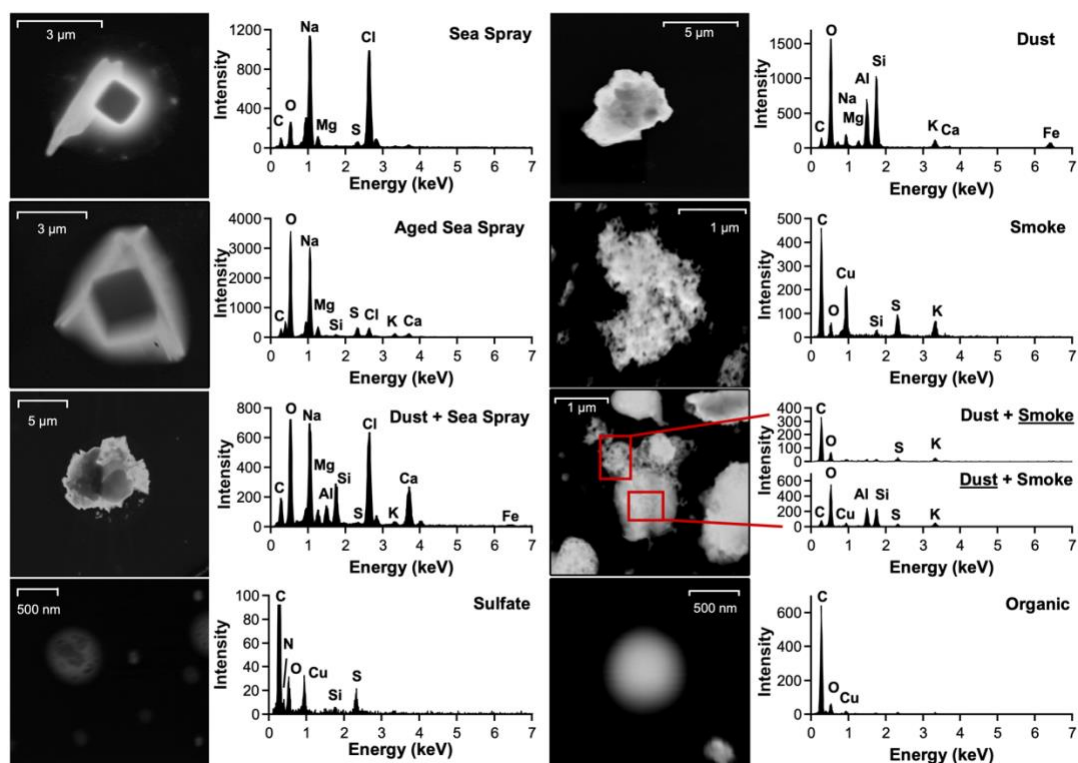 3 µm
Sea Spray
Intensity
1200
800
400
0
C
O
Na
Mg
S
Cl
0 1 2 3 4 5 6 7
Energy (keV)
5 µm
Dust
Intensity
1500
1000
500
0
C
O
Na
Mg
Al
Si
K
Ca
Fe
0 1 2 3 4 5 6 7
Energy (keV)
3 µm
Aged Sea Spray
Intensity
4000
3000
2000
1000
0
C
O
Na
Mg
Si
S
Cl
K
Ca
0 1 2 3 4 5 6 7
Energy (keV)
1 µm
Smoke
Intensity
500
400
300
200
100
0
C
O
Cu
Si
S
K
0 1 2 3 4 5 6 7
Energy (keV)
5 µm
Dust + Sea Spray
Intensity
800
600
400
200
0
C
O
Na
Mg
Al
Si
S
Cl
K
Ca
Fe
0 1 2 3 4 5 6 7
Energy (keV)
1 µm
Dust + Smoke
Intensity
400
300
200
100
0
C
O
S
K
Dust + Smoke
600
400
200
0
C
O
Cu
Al
Si
S
K
0 1 2 3 4 5 6 7
Energy (keV)
500 nm
Sulfate
Intensity
100
80
60
40
20
0
C
N
O
Cu
Si
S
0 1 2 3 4 5 6 7
Energy (keV)
500 nm
Organic
Intensity
600
400
200
0
C
O
Cu
0 1 2 3 4 5 6 7
Energy (keV)